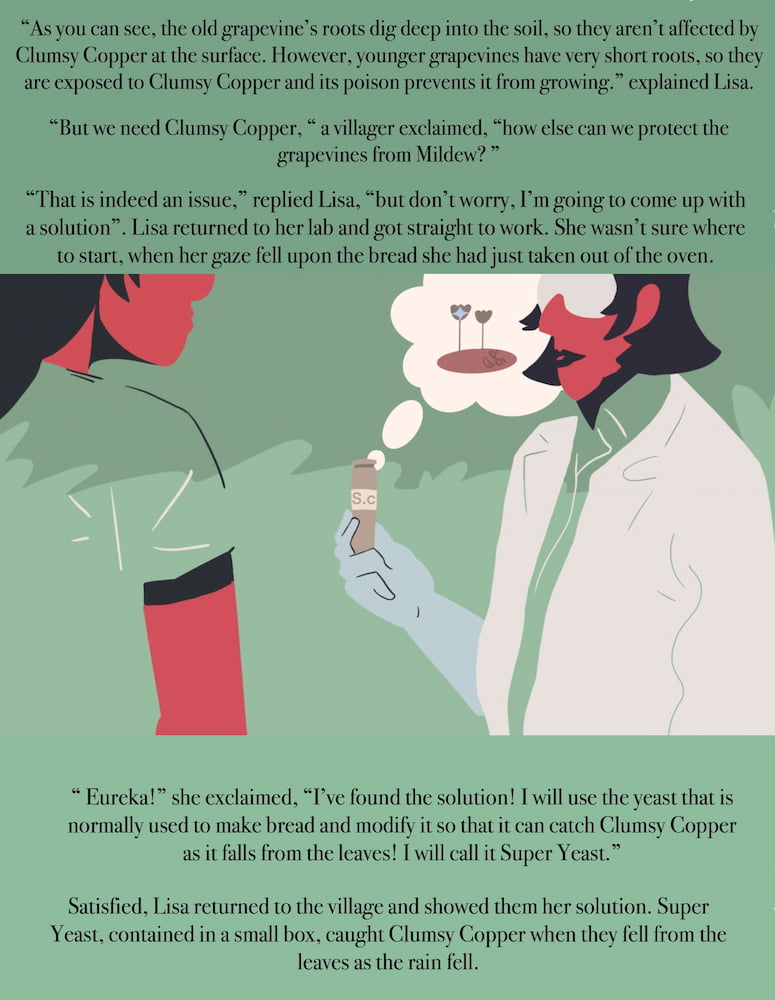 “As you can see, the old grapevine’s roots dig deep into the soil, so they aren’t affected by
Clumsy Copper at the surface. However, younger grapevines have very short roots, so they
are exposed to Clumsy Copper and its poison prevents it from growing.” explained Lisa.
“But we need Clumsy Copper, “ a villager exclaimed, “how else can we protect the
grapevines from Mildew? ”
“That is indeed an issue,” replied Lisa, “but don’t worry, I’m going to come up with
a solution”. Lisa returned to her lab and got straight to work. She wasn’t sure where
to start, when her gaze fell upon the bread she had just taken out of the oven.
S.c
“ Eureka!” she exclaimed, “I’ve found the solution! I will use the yeast that is
normally used to make bread and modify it so that it can catch Clumsy Copper
as it falls from the leaves! I will call it Super Yeast.”
Satisfied, Lisa returned to the village and showed them her solution. Super
Yeast, contained in a small box, caught Clumsy Copper when they fell from the
leaves as the rain fell.